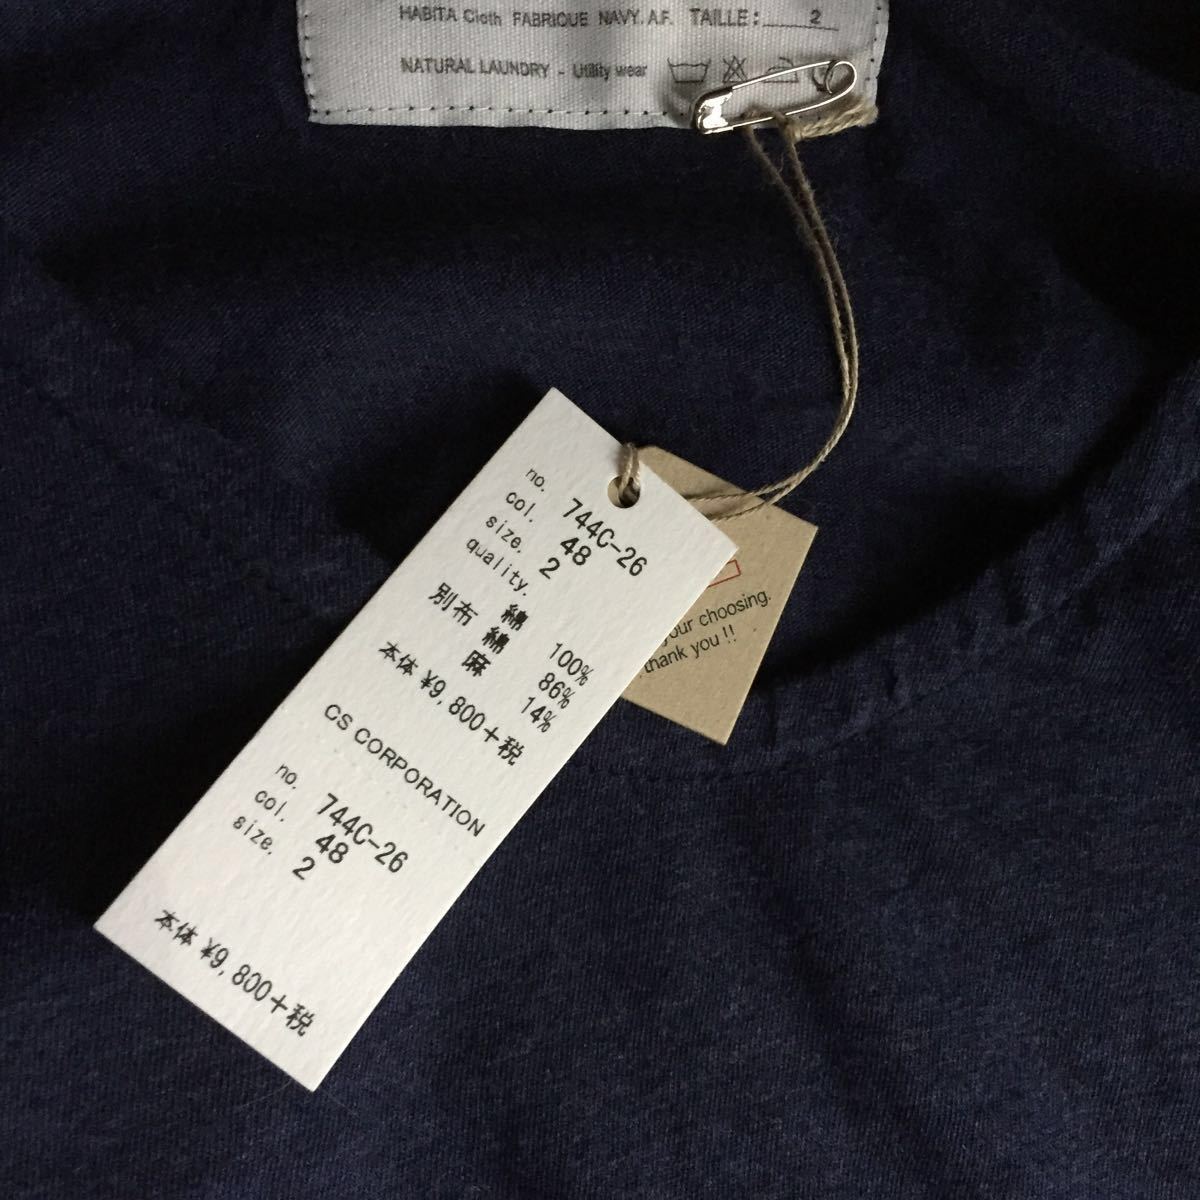 HABITA Cloth FABRIQUE NAVY. A.F. TAILLE: 2
NATURAL LAUNDRY - Utility wear
no. 744C-26
col. 48
size. 2
quality.
綿 100%
別布 綿 86%
麻 14%
本体 ¥9,800+税
CS CORPORATION
no. 744C-26
col. 48
size. 2
本体 ¥9,800+税
your choosing.
thank you !!